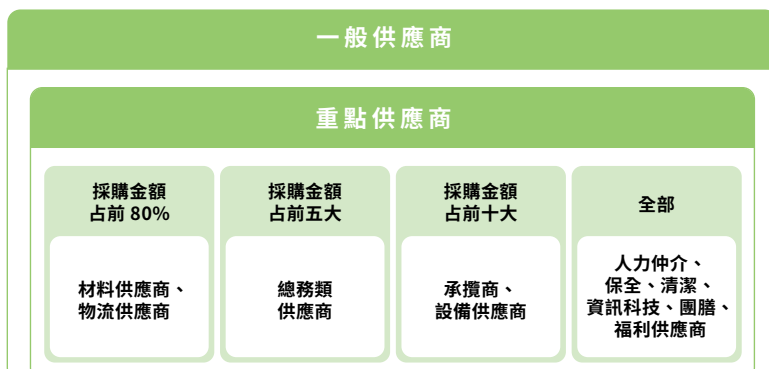 一般供應商
重點供應商
採購金額
占前 80%
材料供應商、
物流供應商
採購金額
占前五大
總務類
供應商
採購金額
占前十大
承攬商、
設備供應商
全部
人力仲介、
保全、清潔、
資訊科技、團膳、
福利供應商